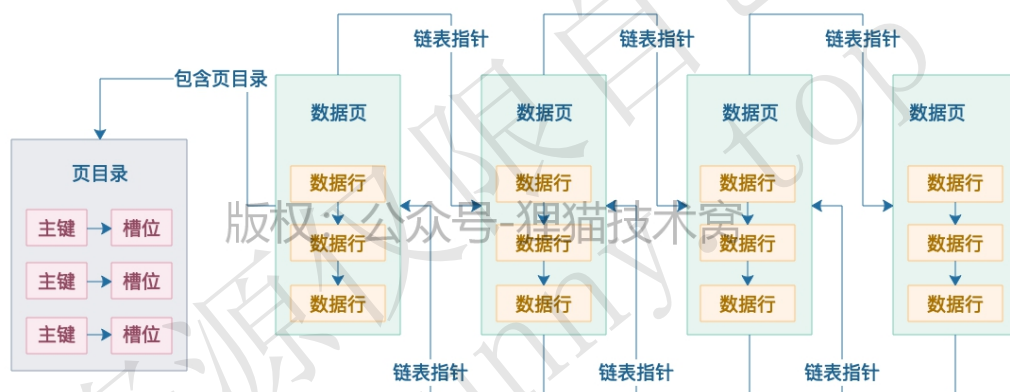 链表指针 链表指针 链表指针
包含页目录
数据页 数据页 数据页 数据页
页目录
数据行 数据行 数据行 数据行
主键 槽位
版权：公众号-狸猫技术窝
数据行 数据行 数据行 数据行
主键 槽位
数据行 数据行 数据行 数据行
主键 槽位
链表指针 链表指针 链表指针